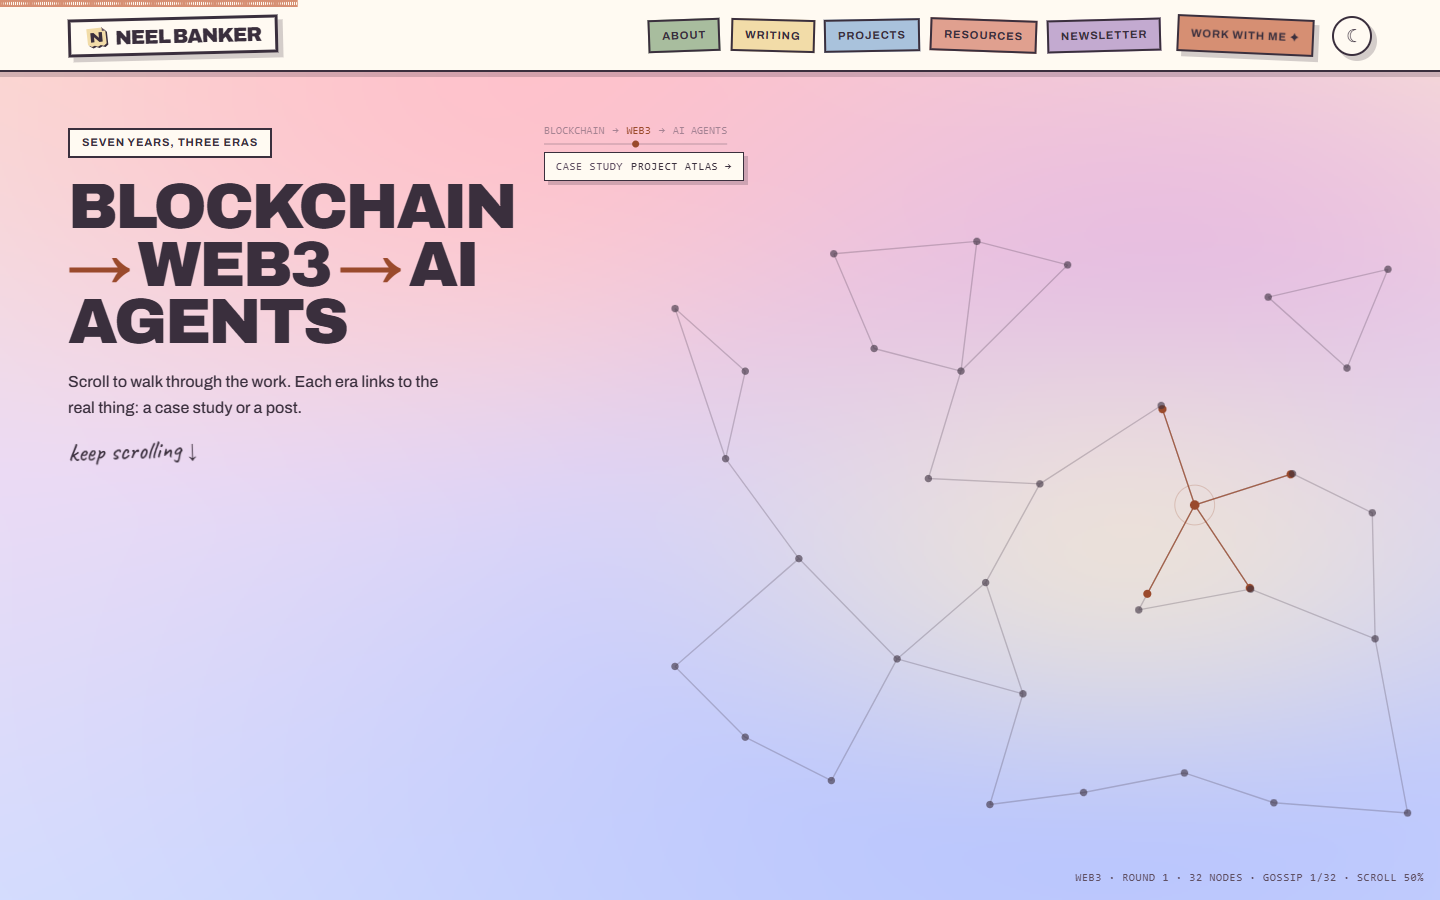 N NEEL BANKER
ABOUT
WRITING
PROJECTS
RESOURCES
NEWSLETTER
WORK WITH ME ✦
☾
SEVEN YEARS, THREE ERAS
BLOCKCHAIN
→ WEB3 → AI
AGENTS
Scroll to walk through the work. Each era links to the
real thing: a case study or a post.
keep scrolling ↓
BLOCKCHAIN → WEB3 → AI AGENTS
CASE STUDY PROJECT ATLAS →
WEB3 · ROUND 1 · 32 NODES · GOSSIP 1/32 · SCROLL 50%